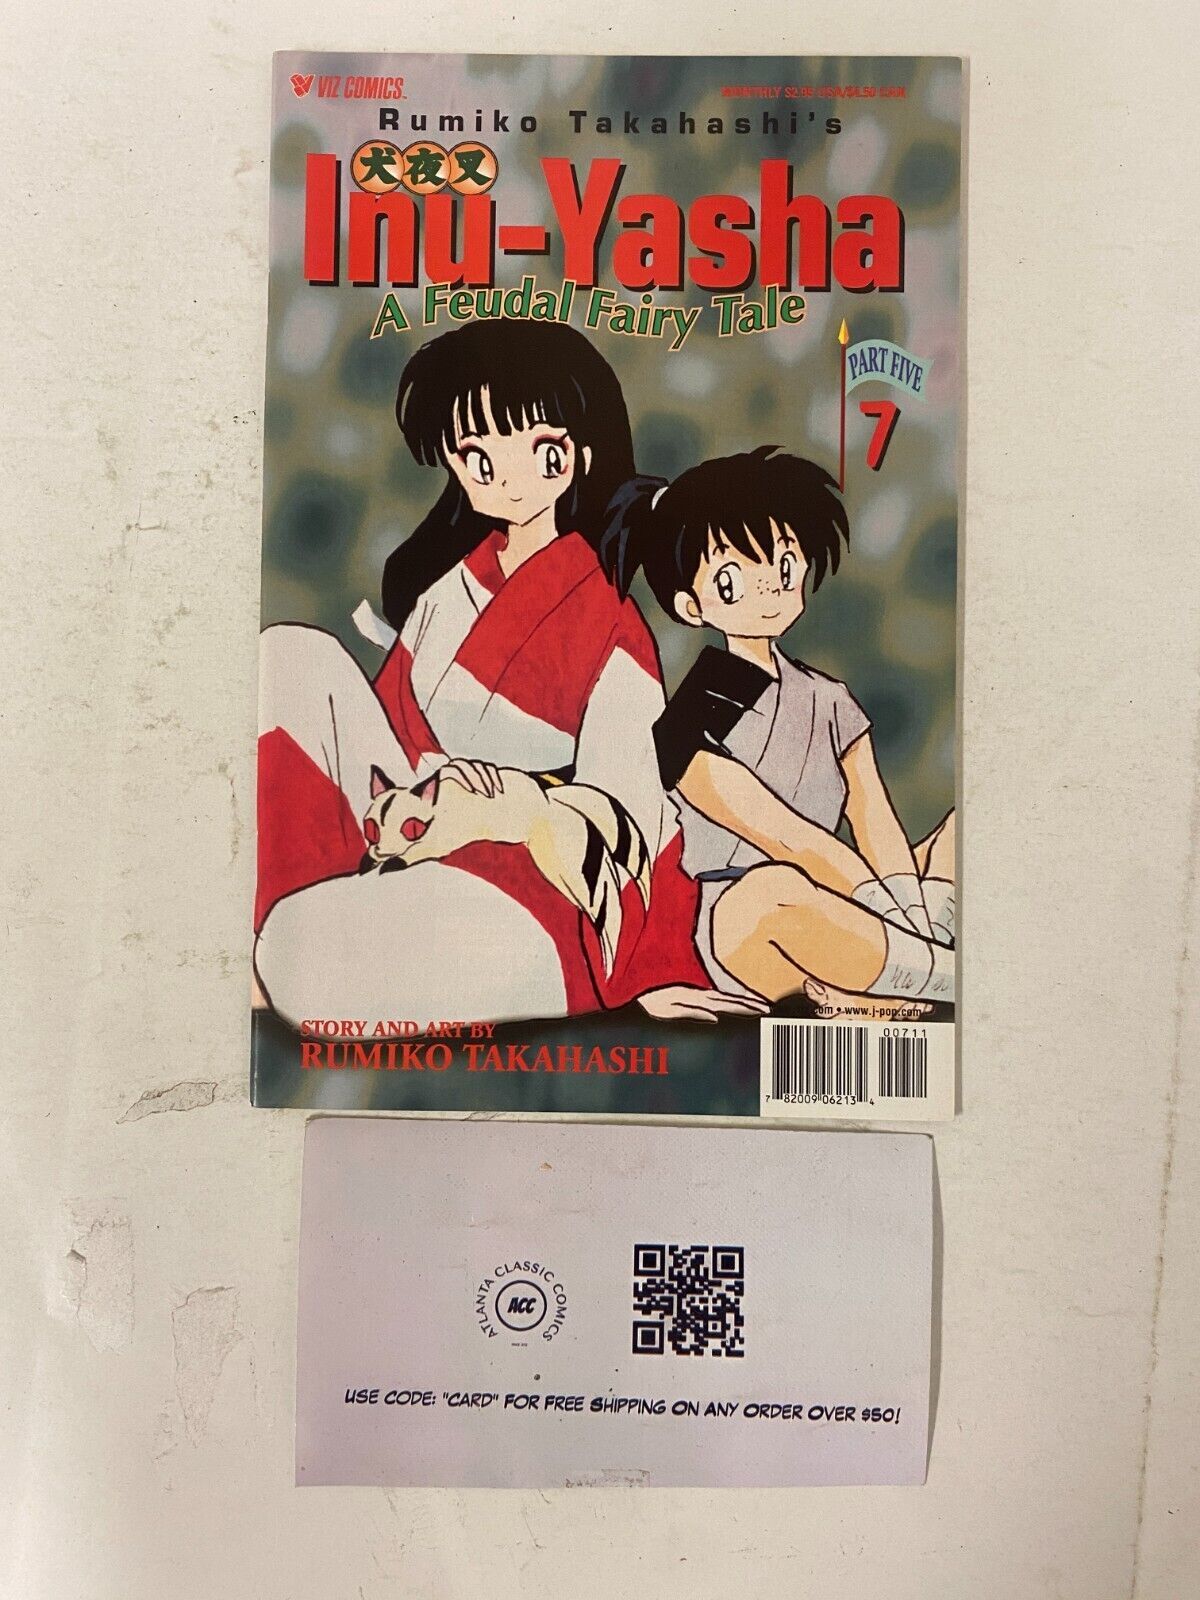 VIZ COMICS™
MONTHLY $2.95 USA/$4.50 CAN
Rumiko Takahashi's
犬夜叉
Inu-Yasha
A Feudal Fairy Tale
PART FIVE
7
STORY AND ART BY
RUMIKO TAKAHASHI
.com • www.j-pop.com
00711
7 82009 06213 4
ATLANTA CLASSIC COMICS
ACC
USE CODE: "CARD" FOR FREE SHIPPING ON ANY ORDER OVER $50!